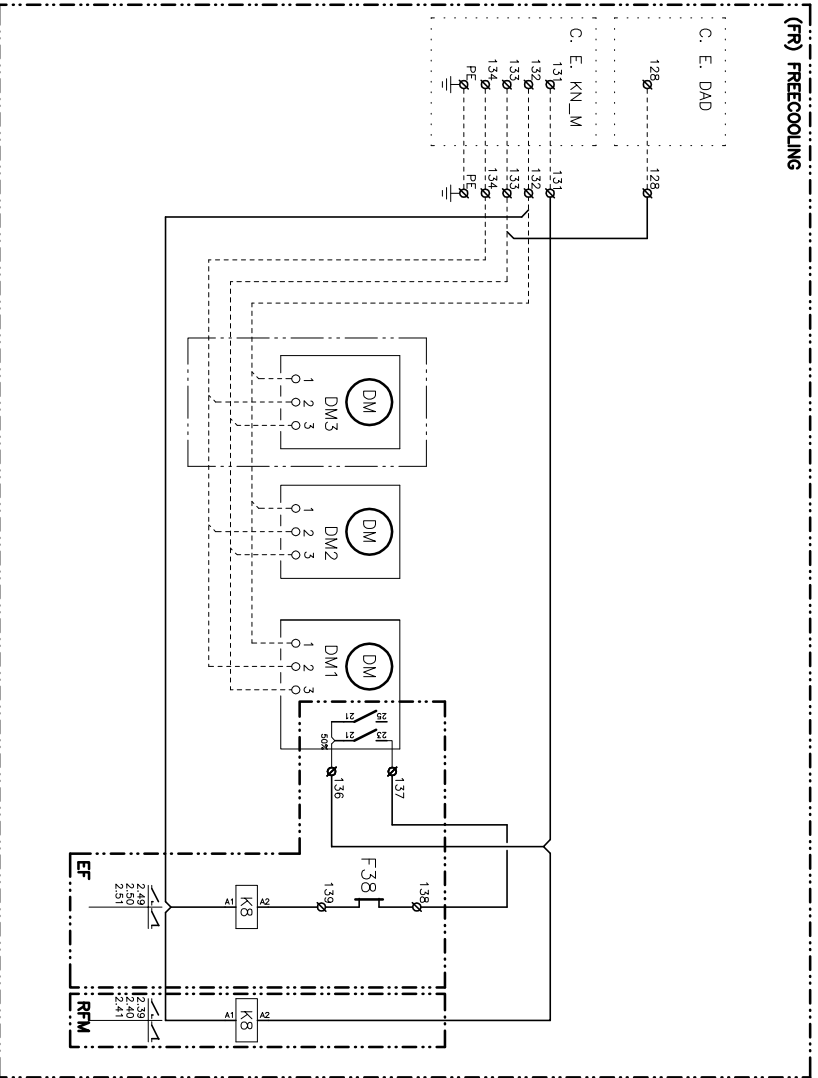 (FR) FREECOOLING
C. E. DAD
128
128
C. E. KN_M
131
132
133
134
PE
131
132
133
134
PE
DM
DM3
1
2
3
DM
DM2
1
2
3
DM
DM1
1
2
3
25
21
23
21
50%
137
136
138
F38
139
A2
K8
A1
2.49
2.50
2.51
EF
A2
K8
A1
2.39
2.40
2.41
RFM